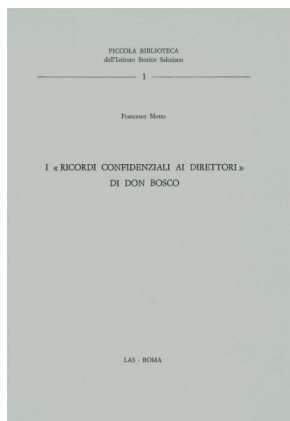 PICCOLA BIBLIOTECA
dell'Istituto Storico Salesiano
1
Francesco Motto
I « RICORDI CONFIDENZIALI AI DIRETTORI »
DI DON BOSCO
LAS - ROMA